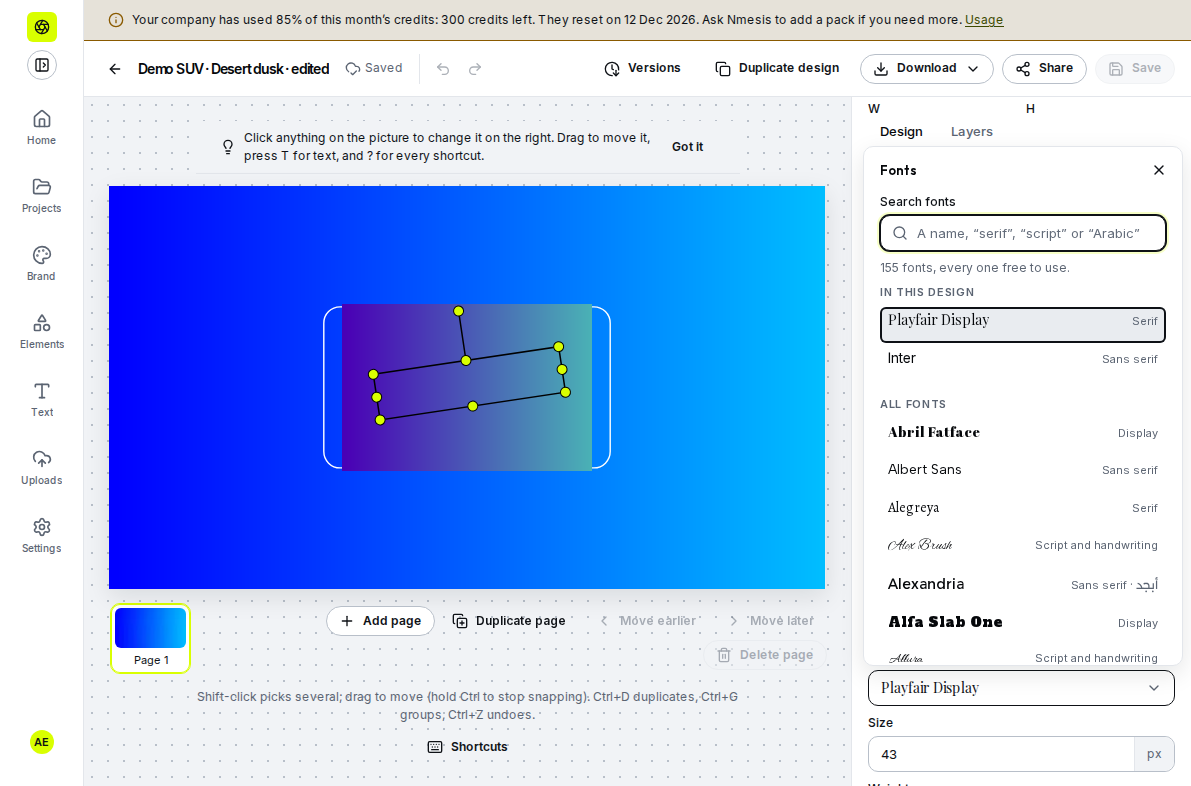 Your company has used 85% of this month's credits: 300 credits left. They reset on 12 Dec 2026. Ask Nmesis to add a pack if you need more. Usage
Demo SUV · Desert dusk · edited
Saved
Versions
Duplicate design
Download
Share
Save
Home
Projects
Brand
Elements
Text
Uploads
Settings
AE
Click anything on the picture to change it on the right. Drag to move it,
press T for text, and ? for every shortcut.
Got it
Page 1
Add page
Duplicate page
Move earlier
Move later
Delete page
Shift-click picks several; drag to move (hold Ctrl to stop snapping). Ctrl+D duplicates, Ctrl+G
groups; Ctrl+Z undoes.
Shortcuts
W H
Design Layers
Fonts
Search fonts
A name, “serif”, “script” or “Arabic”
155 fonts, every one free to use.
IN THIS DESIGN
Playfair Display Serif
Inter Sans serif
ALL FONTS
Abril Fatface Display
Albert Sans Sans serif
Alegreya Serif
Alex Brush Script and handwriting
Alexandria Sans serif · أبجد
Alfa Slab One Display
Allura Script and handwriting
Playfair Display
Size
43 px